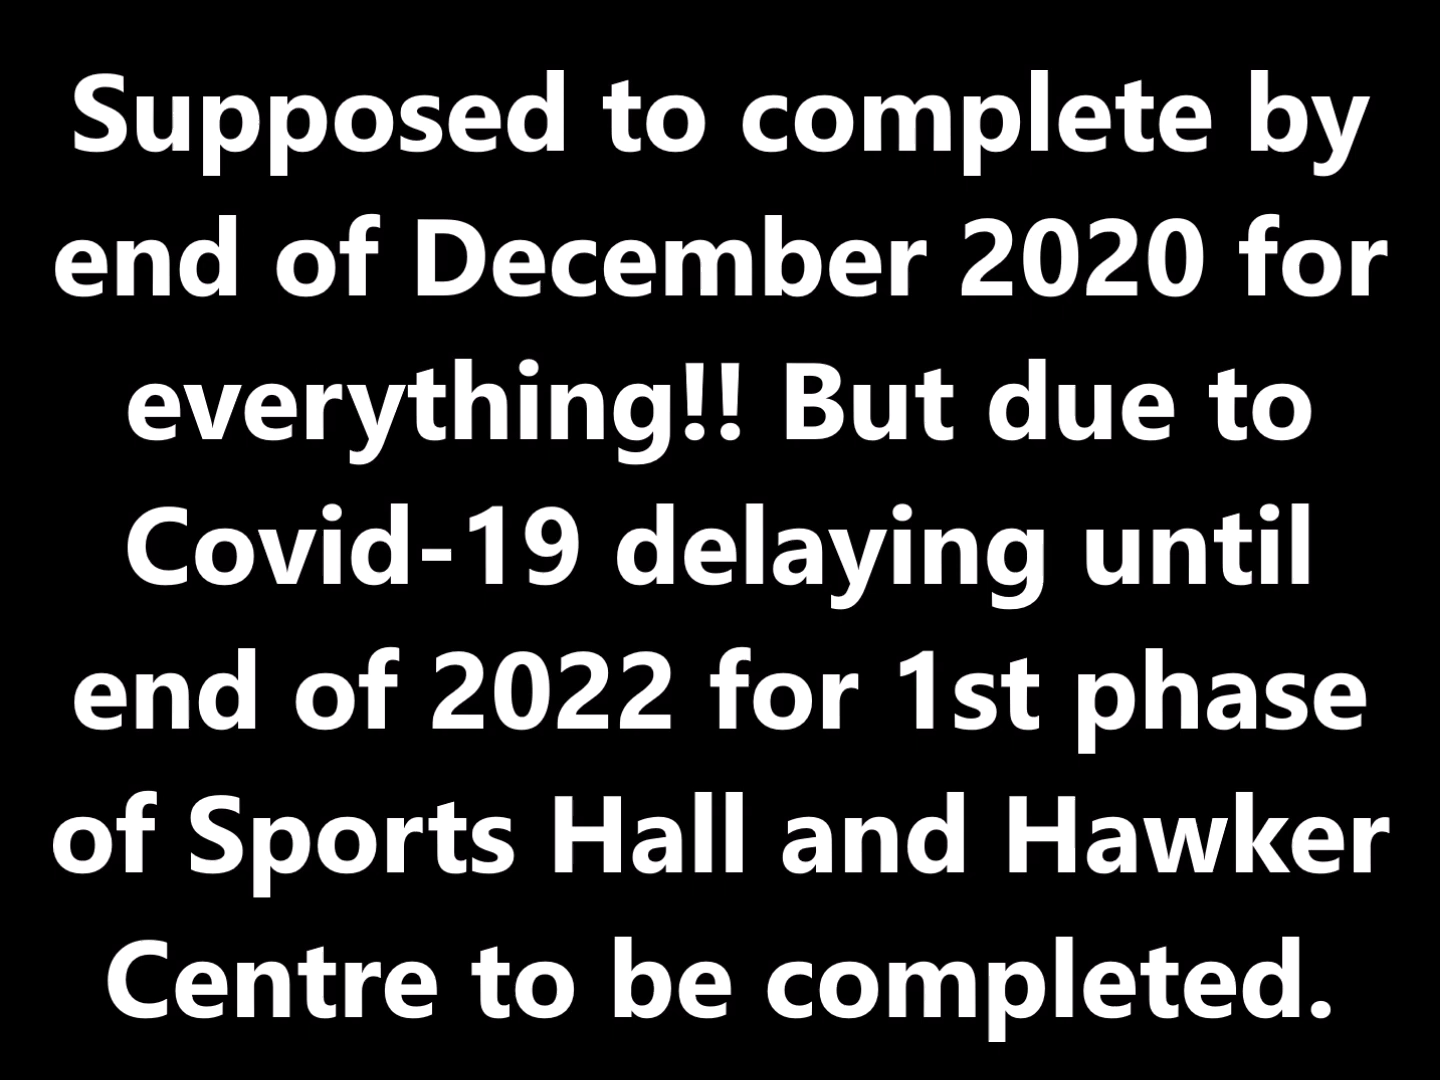 Supposed to complete by
end of December 2020 for
everything!! But due to
Covid-19 delaying until
end of 2022 for 1st phase
of Sports Hall and Hawker
Centre to be completed.